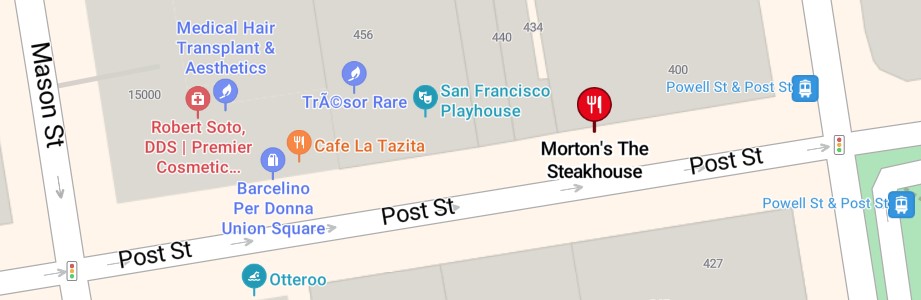 Medical Hair
Transplant &
Aesthetics
456
434
440
400
Mason St
15000
TrÃ©sor Rare
San Francisco
Playhouse
Powell St & Post St
Robert Soto,
DDS | Premier
Cosmetic...
Cafe La Tazita
Morton's The
Steakhouse
Post St
Barcelino
Per Donna
Union Square
Post St
Powell St & Post St
Post St
Otteroo
427